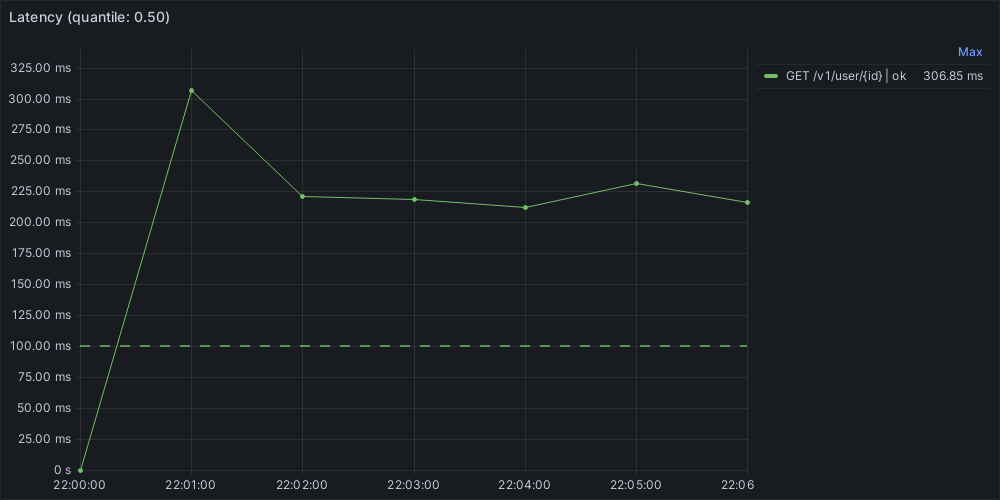 Latency (quantile: 0.50)
Max
GET /v1/user/{id} | ok 306.85 ms
325.00 ms
300.00 ms
275.00 ms
250.00 ms
225.00 ms
200.00 ms
175.00 ms
150.00 ms
125.00 ms
100.00 ms
75.00 ms
50.00 ms
25.00 ms
0 s
22:00:00 22:01:00 22:02:00 22:03:00 22:04:00 22:05:00 22:06